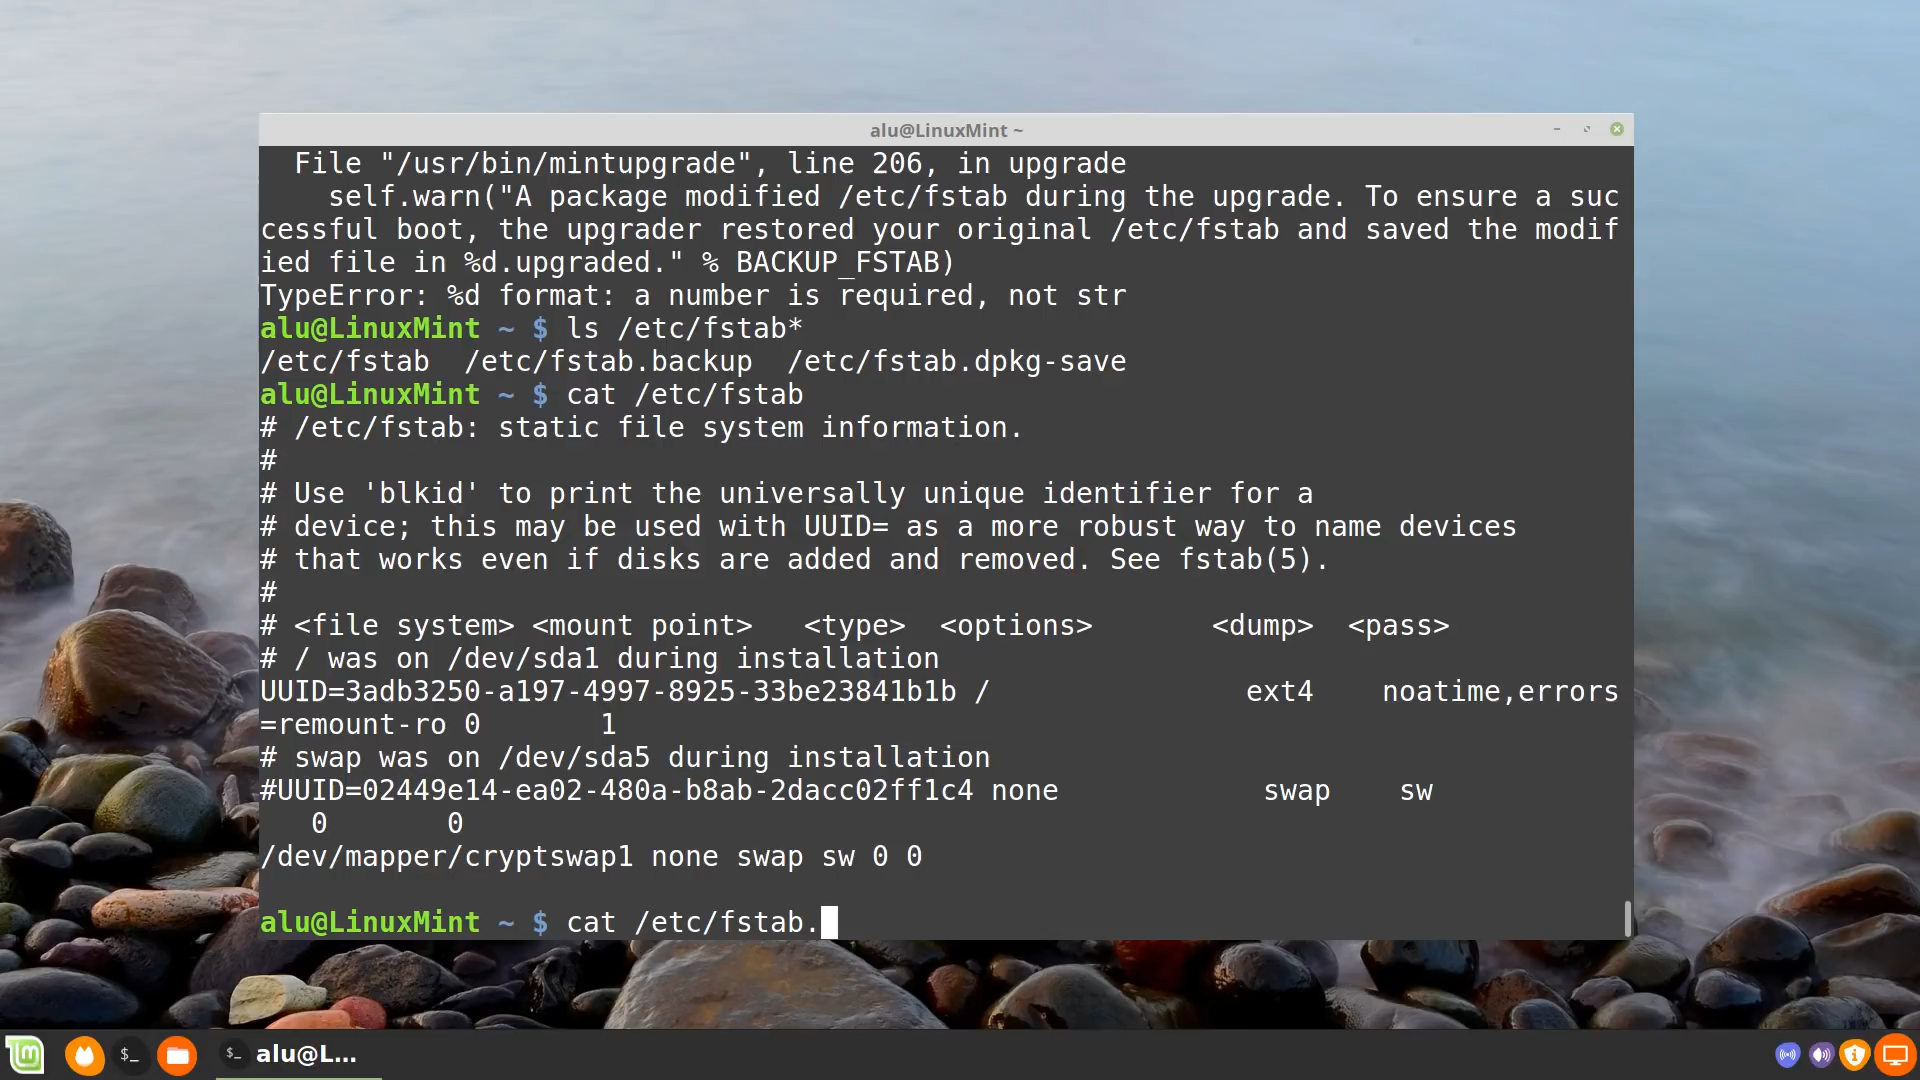 alu@LinuxMint ~
File "/usr/bin/mintupgrade", line 206, in upgrade
self.warn("A package modified /etc/fstab during the upgrade. To ensure a suc
cessful boot, the upgrader restored your original /etc/fstab and saved the modif
ied file in %d.upgraded." % BACKUP_FSTAB)
TypeError: %d format: a number is required, not str
alu@LinuxMint ~ $ ls /etc/fstab*
/etc/fstab  /etc/fstab.backup  /etc/fstab.dpkg-save
alu@LinuxMint ~ $ cat /etc/fstab
# /etc/fstab: static file system information.
#
# Use 'blkid' to print the universally unique identifier for a
# device; this may be used with UUID= as a more robust way to name devices
# that works even if disks are added and removed. See fstab(5).
#
# <file system> <mount point>   <type>  <options>       <dump>  <pass>
# / was on /dev/sda1 during installation
UUID=3adb3250-a197-4997-8925-33be23841b1b /               ext4    noatime,errors
=remount-ro 0       1
# swap was on /dev/sda5 during installation
#UUID=02449e14-ea02-480a-b8ab-2dacc02ff1c4 none            swap    sw
0       0
/dev/mapper/cryptswap1 none swap sw 0 0
alu@LinuxMint ~ $ cat /etc/fstab.
$_
$_ alu@L...